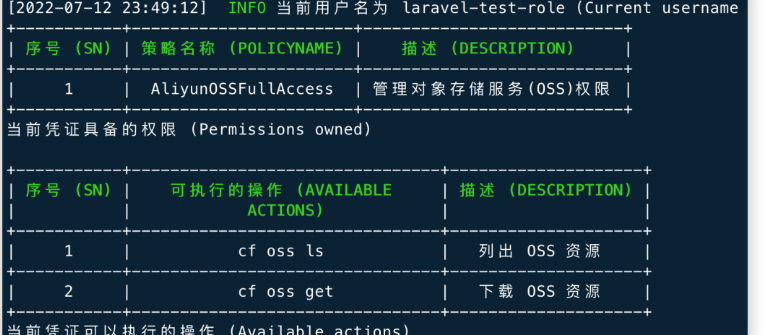 [2022-07-12 23:49:12] INFO 当前用户名为 laravel-test-role (Current username
序号 (SN) | 策略名称 (POLICYNAME) | 描述 (DESCRIPTION)
1 | AliyunOSSFullAccess | 管理对象存储服务(OSS)权限
当前凭证具备的权限 (Permissions owned)
序号 (SN) | 可执行的操作 (AVAILABLE | 描述 (DESCRIPTION)
ACTIONS)
1 | cf oss ls | 列出 OSS 资源
2 | cf oss get | 下载 OSS 资源
当前凭证可以执行的操作 (Available actions)